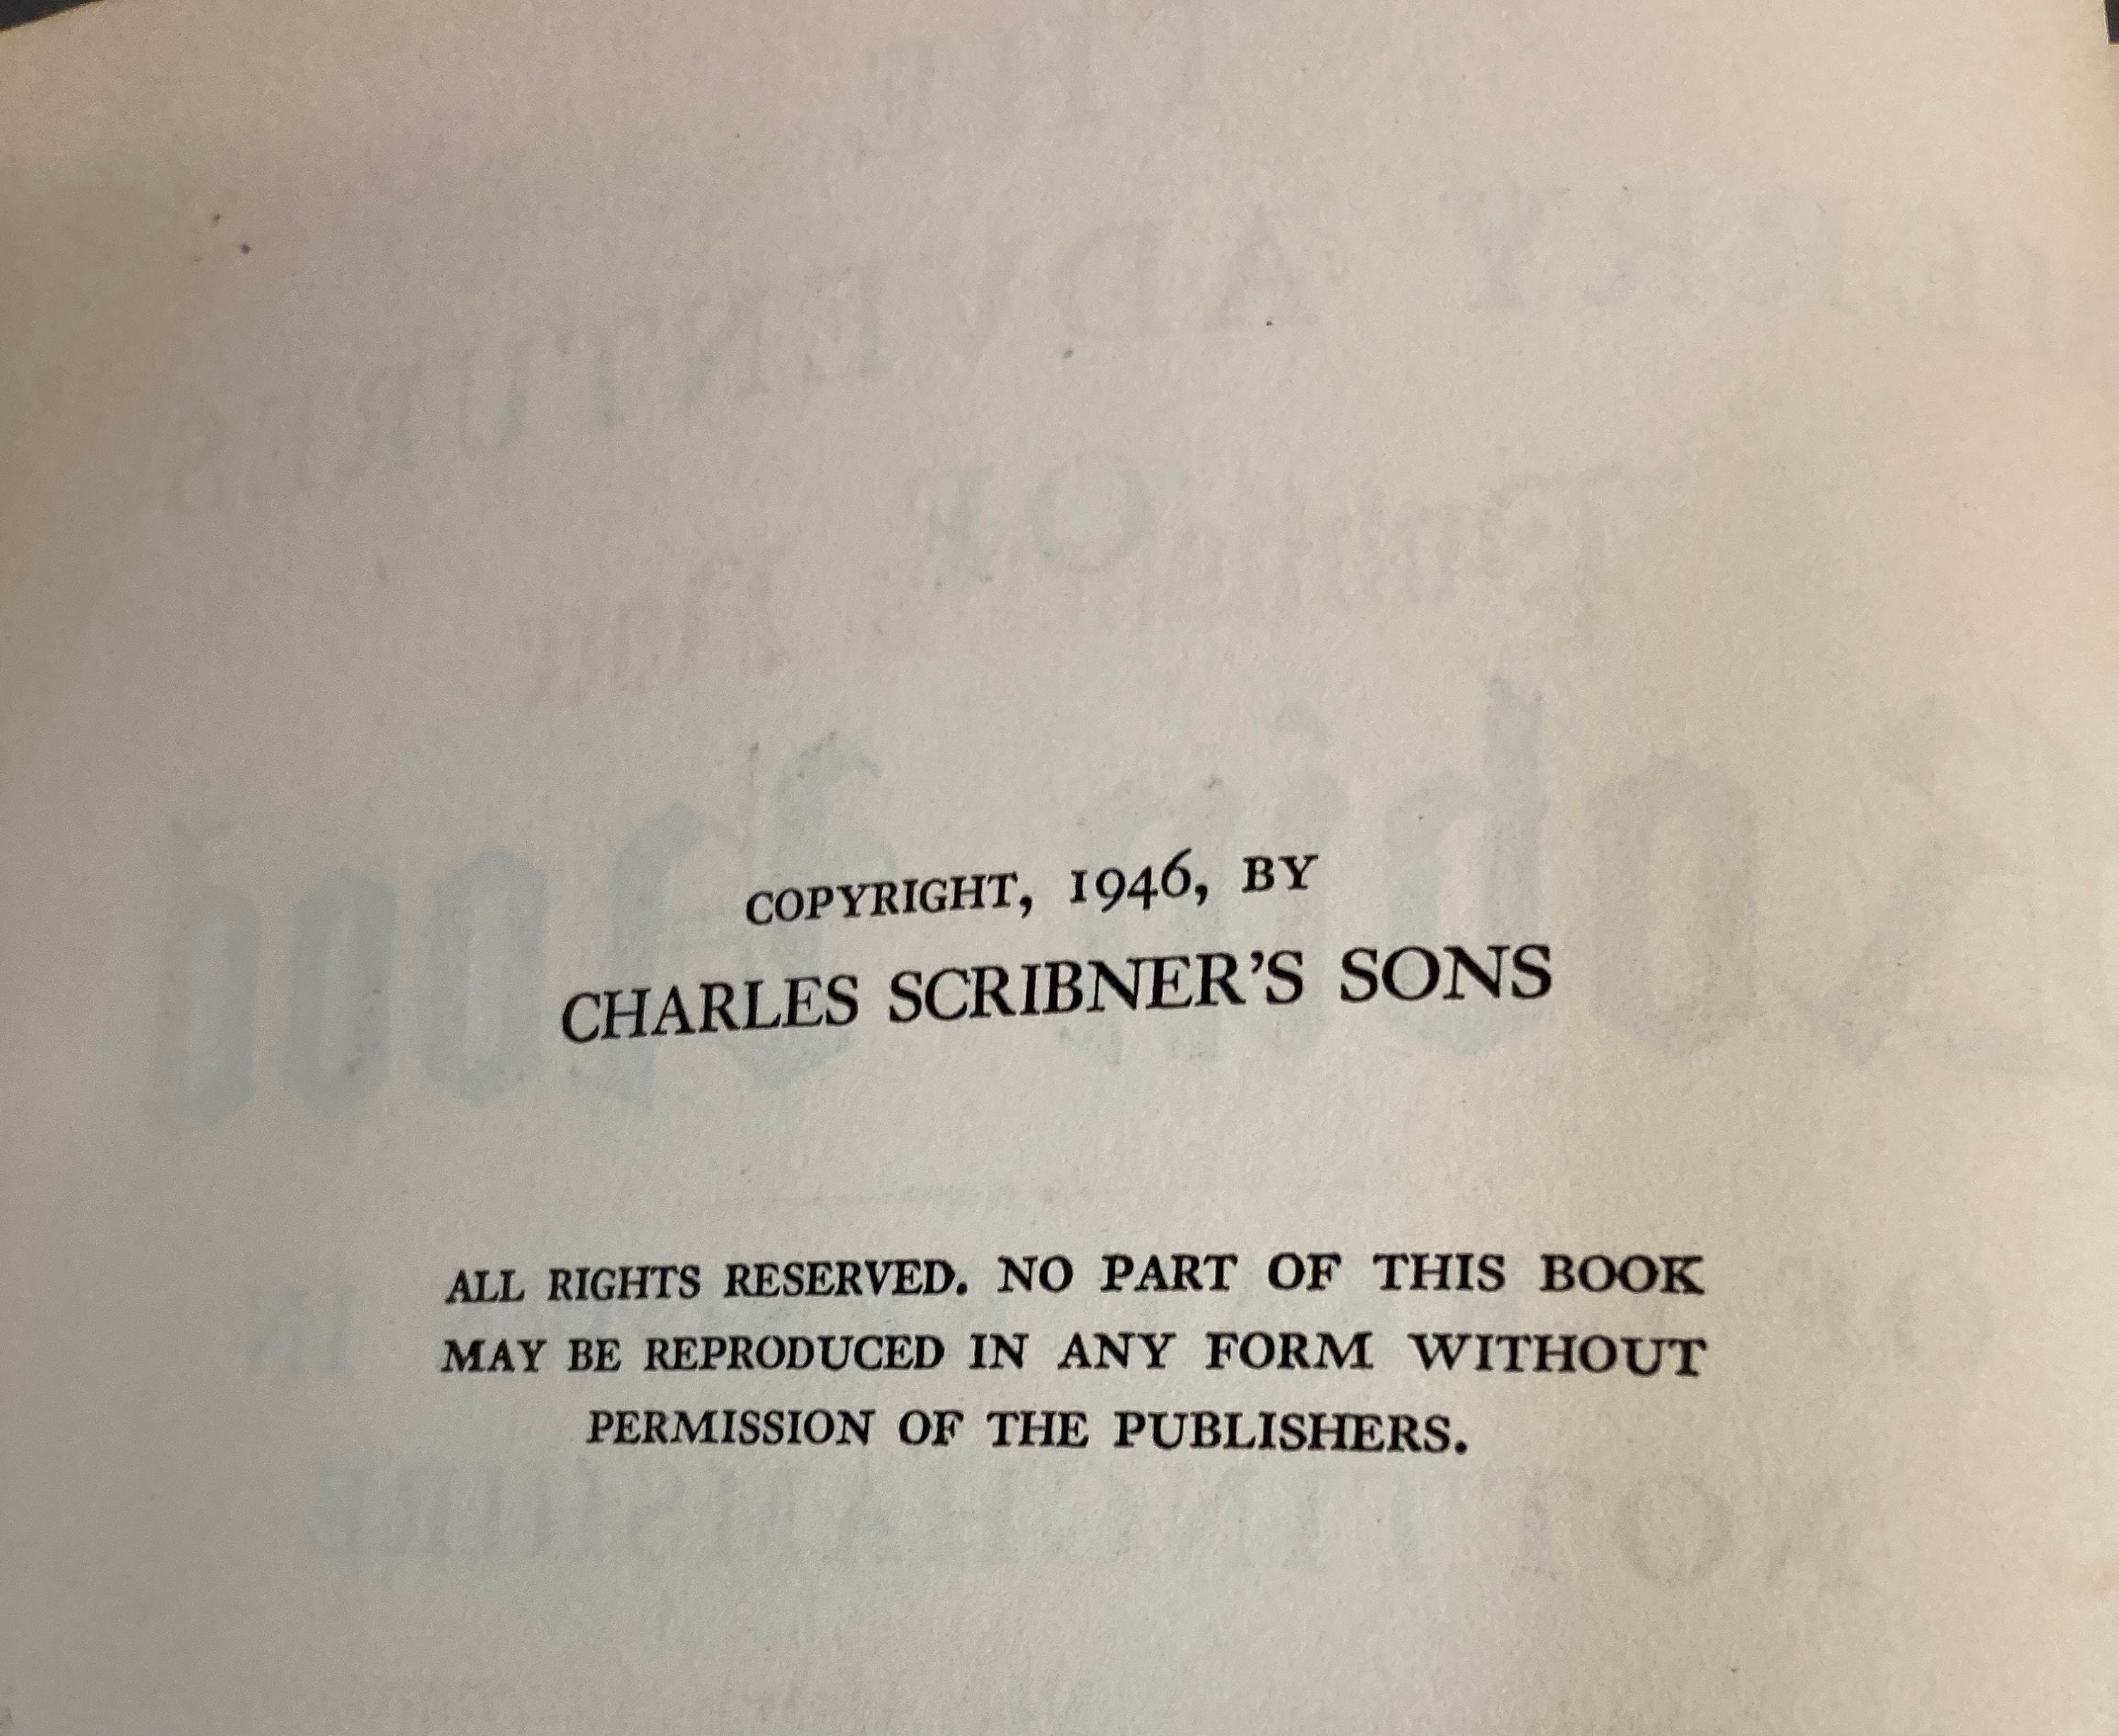 COPYRIGHT, 1946, BY
CHARLES SCRIBNER'S SONS
ALL RIGHTS RESERVED. NO PART OF THIS BOOK
MAY BE REPRODUCED IN ANY FORM WITHOUT
PERMISSION OF THE PUBLISHERS.